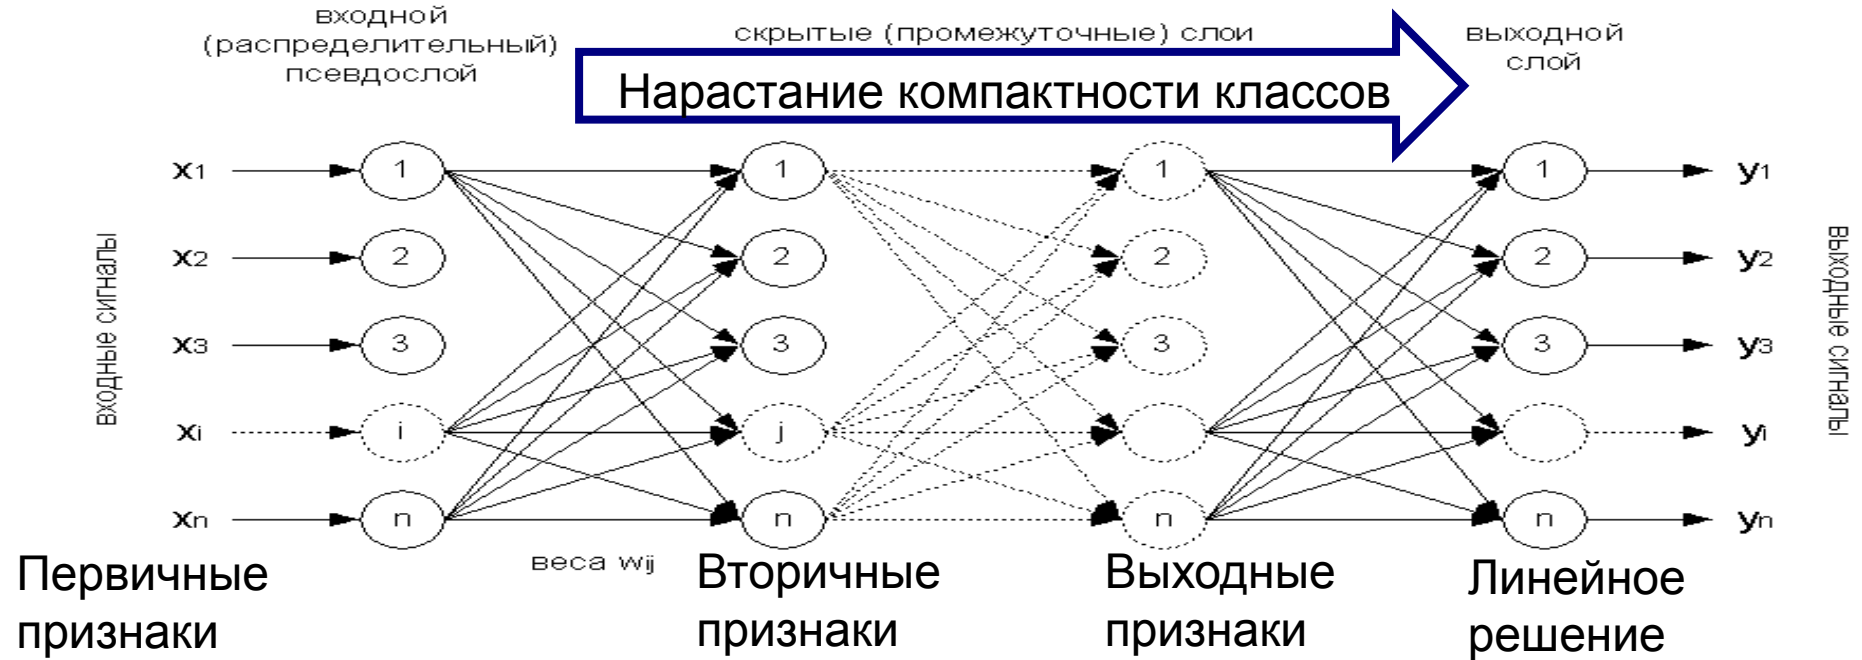 входной
(распределительный)
псевдослой
скрытые (промежуточные) слои
выходной
слой
Нарастание компактности классов
входные сигналы
x1
1
1
1
1
y1
x2
2
2
2
2
y2
x3
3
3
3
3
y3
xi
i
j
yi
xn
n
n
n
n
yn
выходные сигналы
веса wij
Первичные
признаки
Вторичные
признаки
Выходные
признаки
Линейное
решение